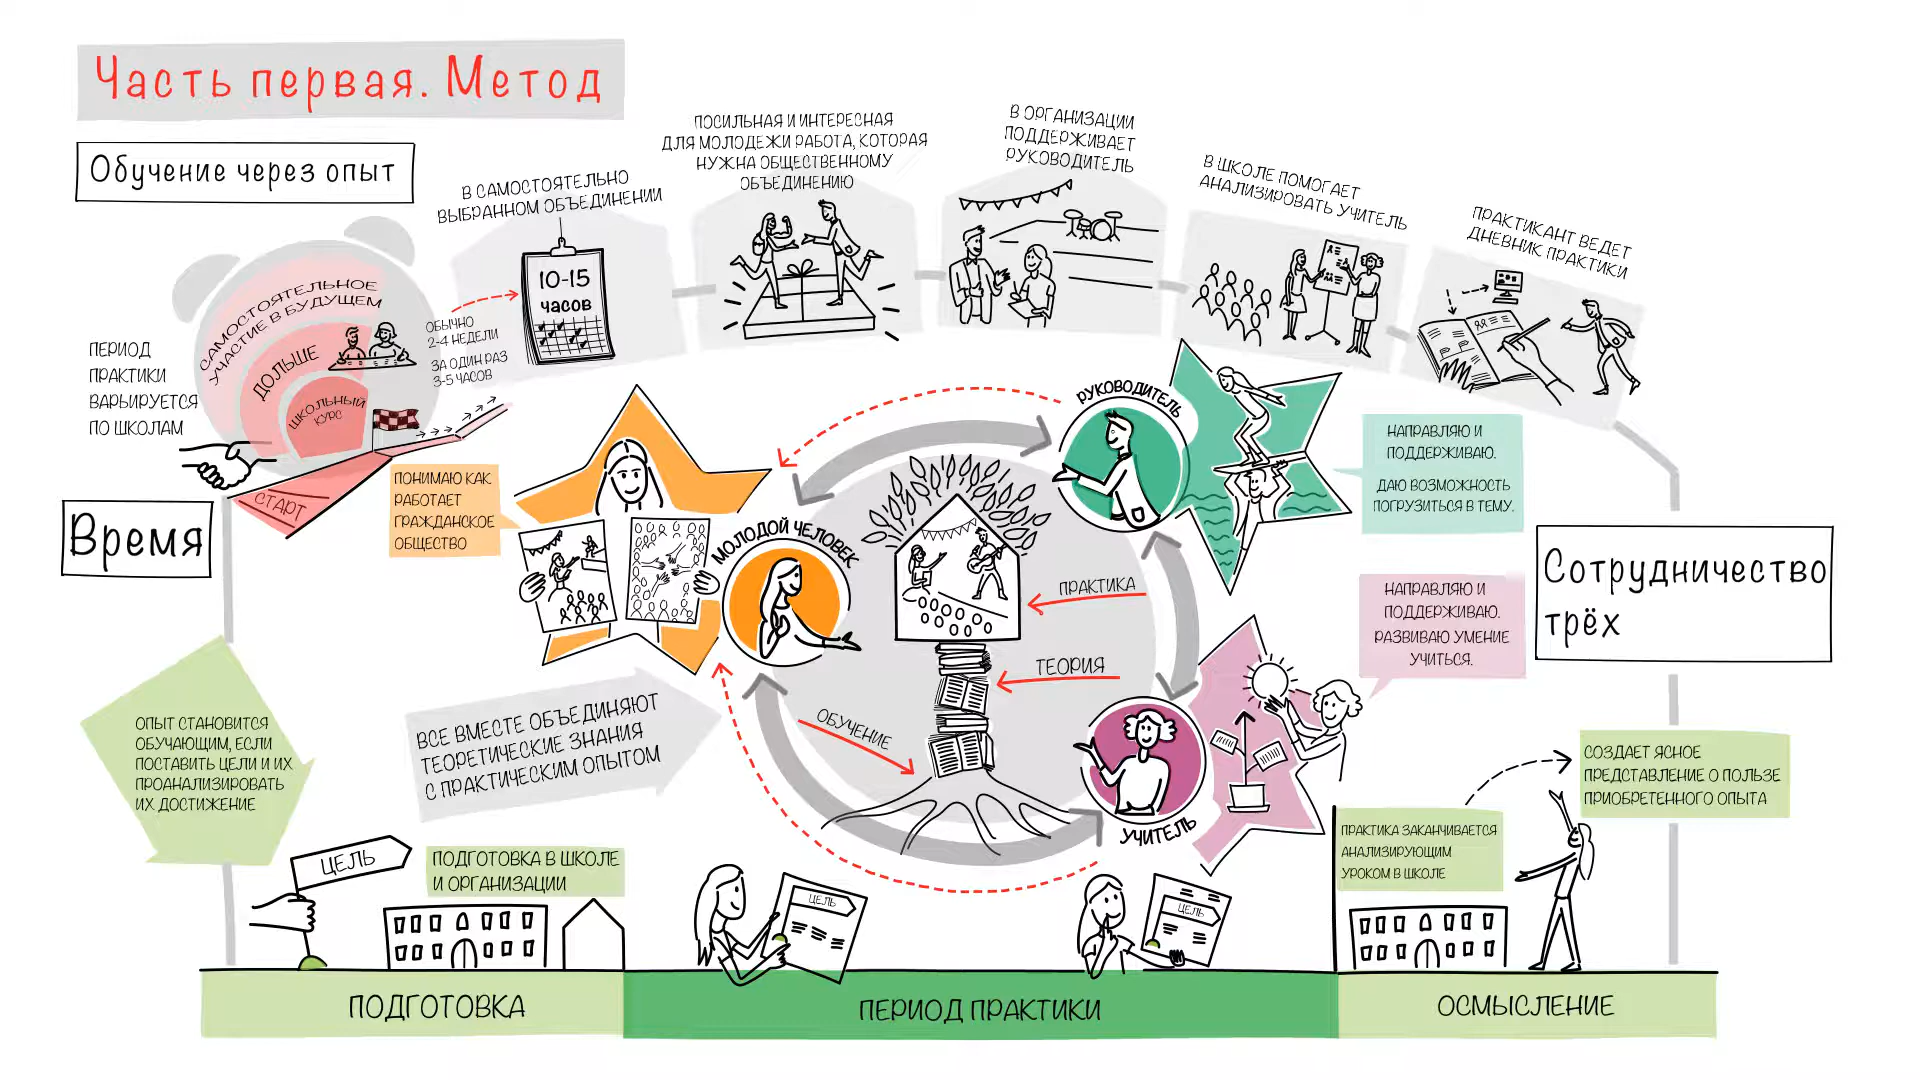 Часть первая. Метод
Обучение через опыт
В САМОСТОЯТЕЛЬНО
ВЫБРАННОМ ОБЪЕДИНЕНИИ
10-15
часов
ПОСИЛЬНАЯ И ИНТЕРЕСНАЯ
ДЛЯ МОЛОДЕЖИ РАБОТА, КОТОРАЯ
НУЖНА ОБЩЕСТВЕННОМУ
ОБЪЕДИНЕНИЮ
В ОРГАНИЗАЦИИ
ПОДДЕРЖИВАЕТ
РУКОВОДИТЕЛЬ
В ШКОЛЕ ПОМОГАЕТ
АНАЛИЗИРОВАТЬ УЧИТЕЛЬ
ПРАКТИКАНТ ВЕДЕТ
ДНЕВНИК ПРАКТИКИ
САМОСТОЯТЕЛЬНОЕ
УЧАСТИЕ В БУДУЩЕМ
ДОЛЬШЕ
ШКОЛЬНЫЙ
КУРС
ОБЫЧНО
2-4 НЕДЕЛИ
ЗА ОДИН РАЗ
3-5 ЧАСОВ
ПЕРИОД
ПРАКТИКИ
ВАРЬИРУЕТСЯ
ПО ШКОЛАМ
СТАРТ
Время
ПОНИМАЮ КАК
РАБОТАЕТ
ГРАЖДАНСКОЕ
ОБЩЕСТВО
МОЛОДОЙ ЧЕЛОВЕК
РУКОВОДИТЕЛЬ
НАПРАВЛЯЮ И
ПОДДЕРЖИВАЮ.
ДАЮ ВОЗМОЖНОСТЬ
ПОГРУЗИТЬСЯ В ТЕМУ.
Сотрудничество
трёх
НАПРАВЛЯЮ И
ПОДДЕРЖИВАЮ.
РАЗВИВАЮ УМЕНИЕ
УЧИТЬСЯ.
ПРАКТИКА
ТЕОРИЯ
ОБУЧЕНИЕ
УЧИТЕЛЬ
ВСЕ ВМЕСТЕ ОБЪЕДИНЯЮТ
ТЕОРЕТИЧЕСКИЕ ЗНАНИЯ
С ПРАКТИЧЕСКИМ ОПЫТОМ
ОПЫТ СТАНОВИТСЯ
ОБУЧАЮЩИМ, ЕСЛИ
ПОСТАВИТЬ ЦЕЛИ И ИХ
ПРОАНАЛИЗИРОВАТЬ
ИХ ДОСТИЖЕНИЕ
ЦЕЛЬ
ПОДГОТОВКА В ШКОЛЕ
И ОРГАНИЗАЦИИ
ЦЕЛЬ
ЦЕЛЬ
ПРАКТИКА ЗАКАНЧИВАЕТСЯ
АНАЛИЗИРУЮЩИМ
УРОКОМ В ШКОЛЕ
СОЗДАЕТ ЯСНОЕ
ПРЕДСТАВЛЕНИЕ О ПОЛЬЗЕ
ПРИОБРЕТЕННОГО ОПЫТА
ПОДГОТОВКА
ПЕРИОД ПРАКТИКИ
ОСМЫСЛЕНИЕ